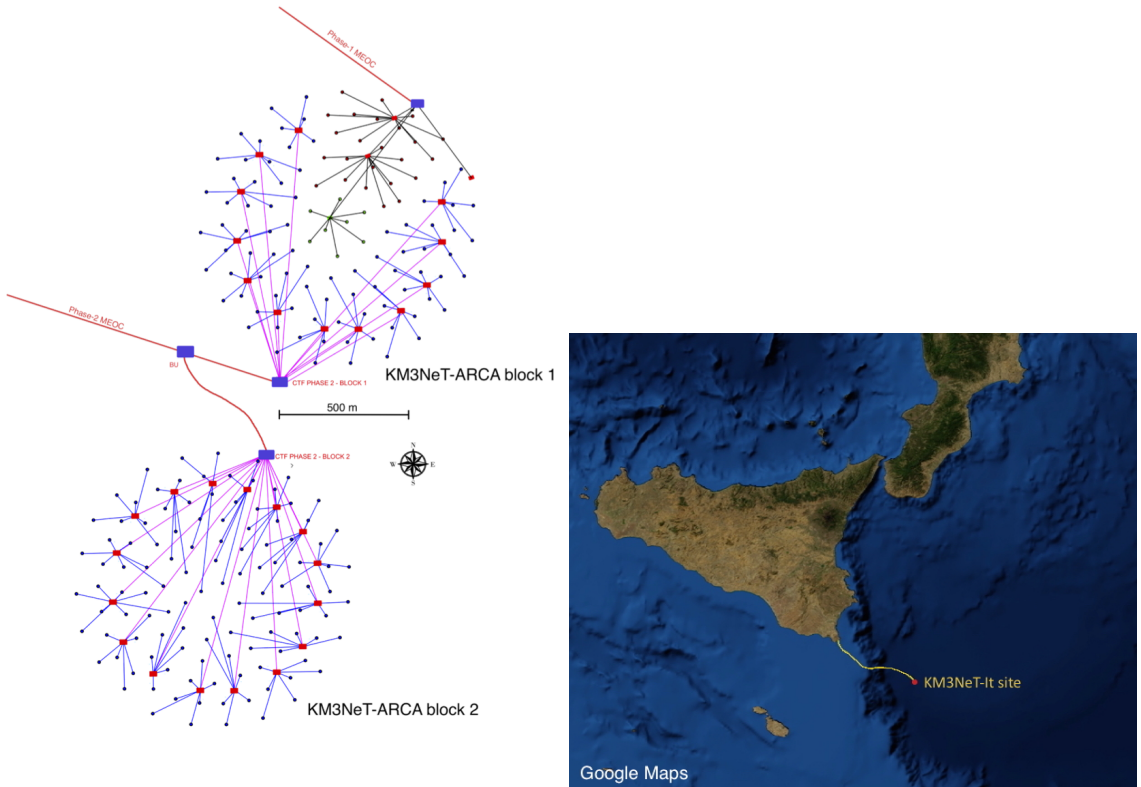 Phase-1 MEOC
Phase-2 MEOC
BU
KM3NeT-ARCA block 1
CTF PHASE 2 - BLOCK 1
500 m
N
W E
S
CTF PHASE 2 - BLOCK 2
KM3NeT-ARCA block 2
KM3NeT-It site
Google Maps